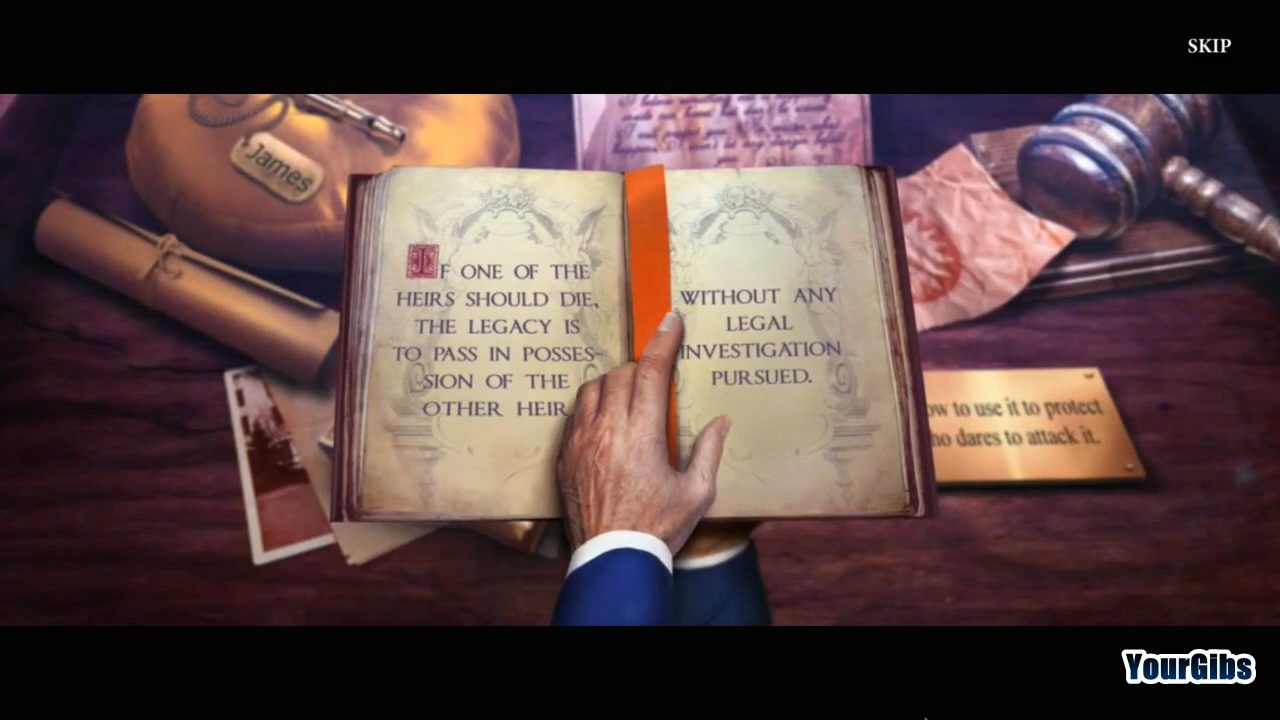 SKIP
James
IF ONE OF THE
HEIRS SHOULD DIE,
THE LEGACY IS
TO PASS IN POSSES-
SION OF THE
OTHER HEIR
WITHOUT ANY
LEGAL
INVESTIGATION
PURSUED.
ow to use it to protect
ho dares to attack it.
YourGibs